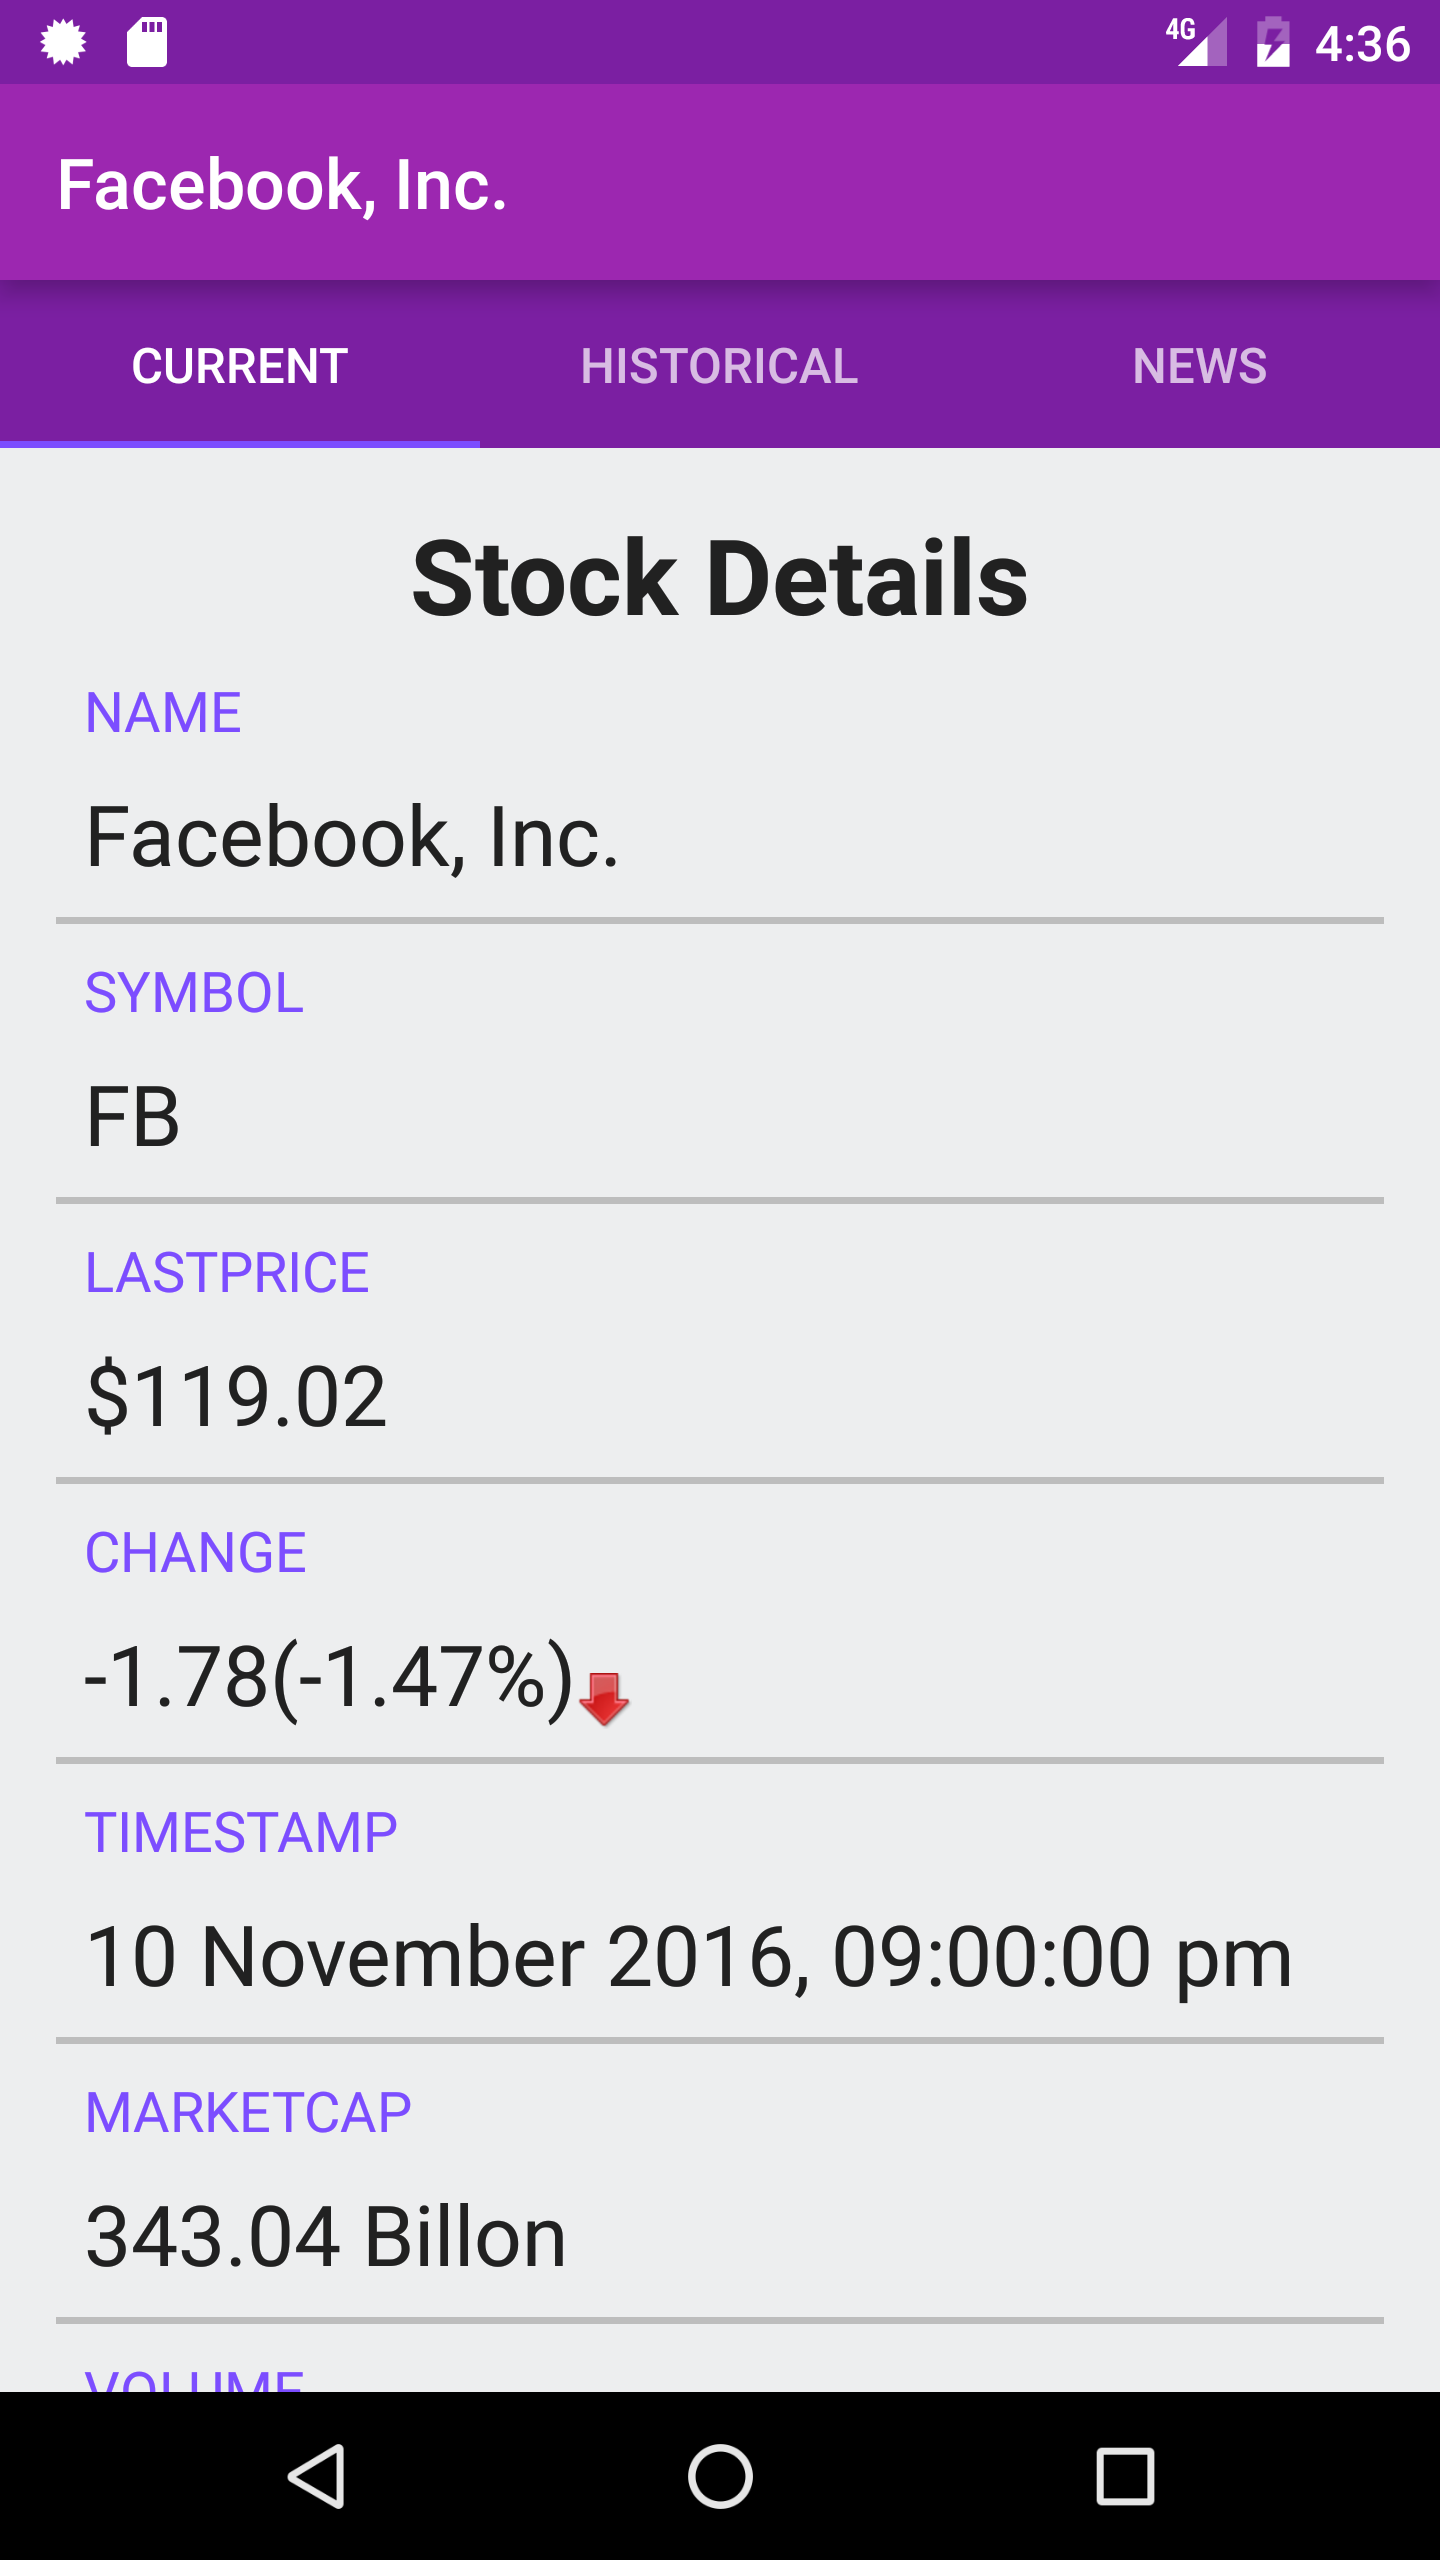 4G 4:36
Facebook, Inc.
CURRENT HISTORICAL NEWS
Stock Details
NAME
Facebook, Inc.
SYMBOL
FB
LASTPRICE
$119.02
CHANGE
-1.78(-1.47%)
TIMESTAMP
10 November 2016, 09:00:00 pm
MARKETCAP
343.04 Billon
VOLUME